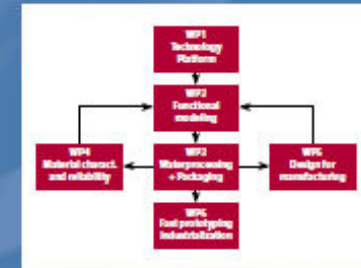 WP1
Technology
Platform
WP2
Functional
modeling
WP4
Material charact.
and reliability
WP3
Waferprocessing
+ Packaging
WP5
Design for
manufacturing
WP6
Fast prototyping
Industrialization